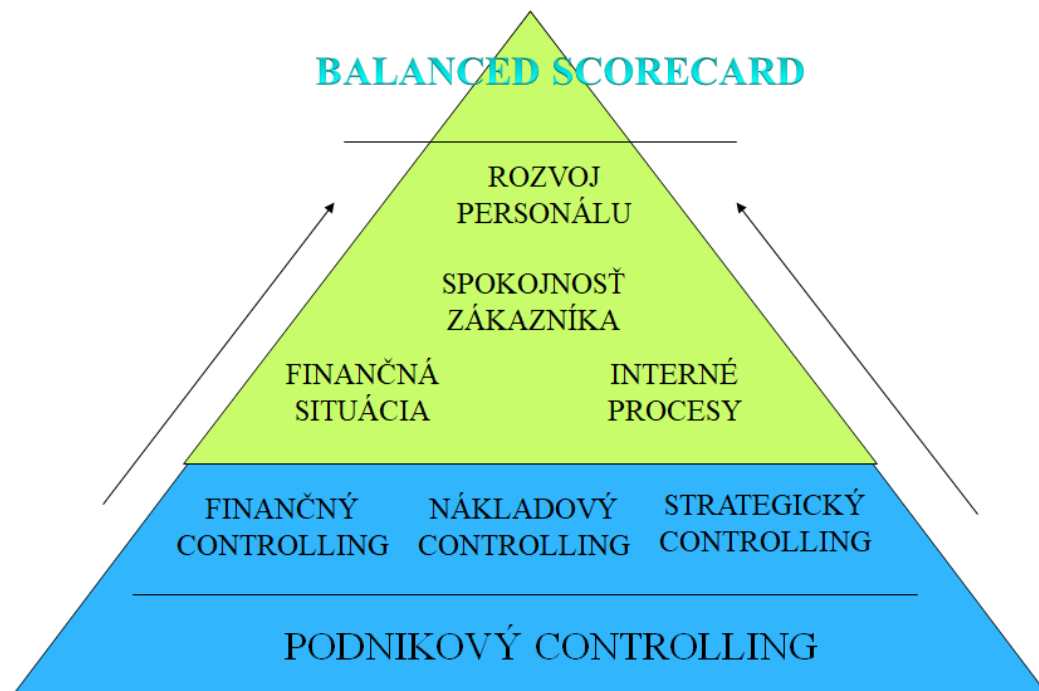 BALANCED SCORECARD
ROZVOJ
PERSONÁLU
SPOKOJNOSŤ
ZÁKAZNÍKA
FINANČNÁ
SITUÁCIA
INTERNÉ
PROCESY
FINANČNÝ
CONTROLLING
NÁKLADOVÝ
CONTROLLING
STRATEGICKÝ
CONTROLLING
PODNIKOVÝ CONTROLLING